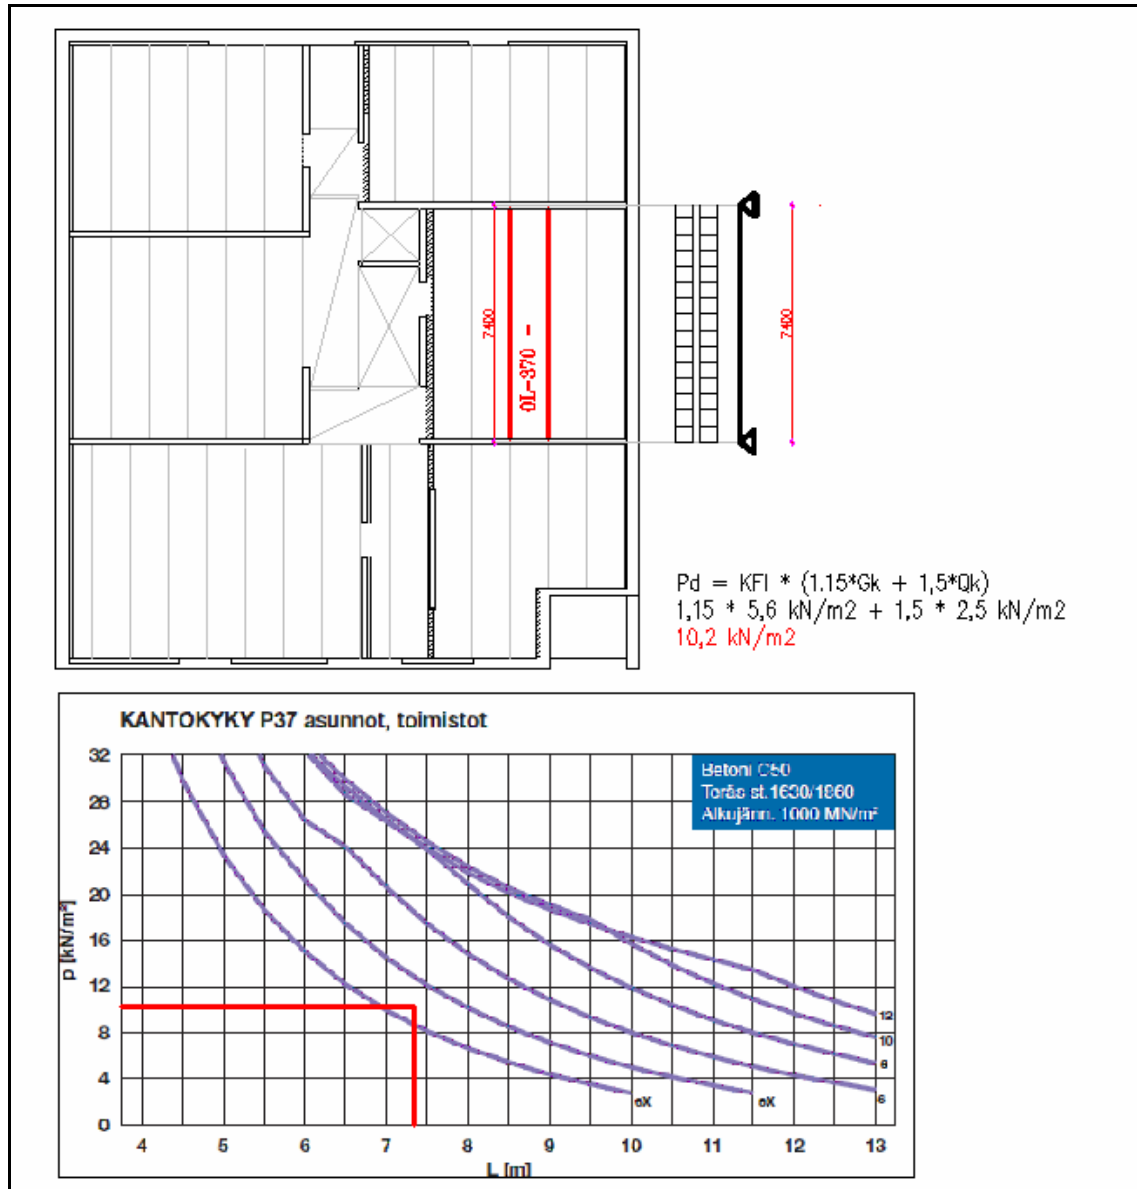 7400
OL-370 -
7400
Pd = KFI * (1.15*Gk + 1,5*Qk)
1,15 * 5,6 kN/m2 + 1.5 * 2,5 kN/m2
10,2 kN/m2
KANTOKYKY P37 asunnot, toimistot
Betoni C50
Teräs st.1630/1860
Alkujänn. 1000 MN/m²
p [kN/m²]
32
28
24
20
16
12
8
4
0
12
10
8
6
6X
6X
4 5 6 7 8 9 10 11 12 13
L [m]